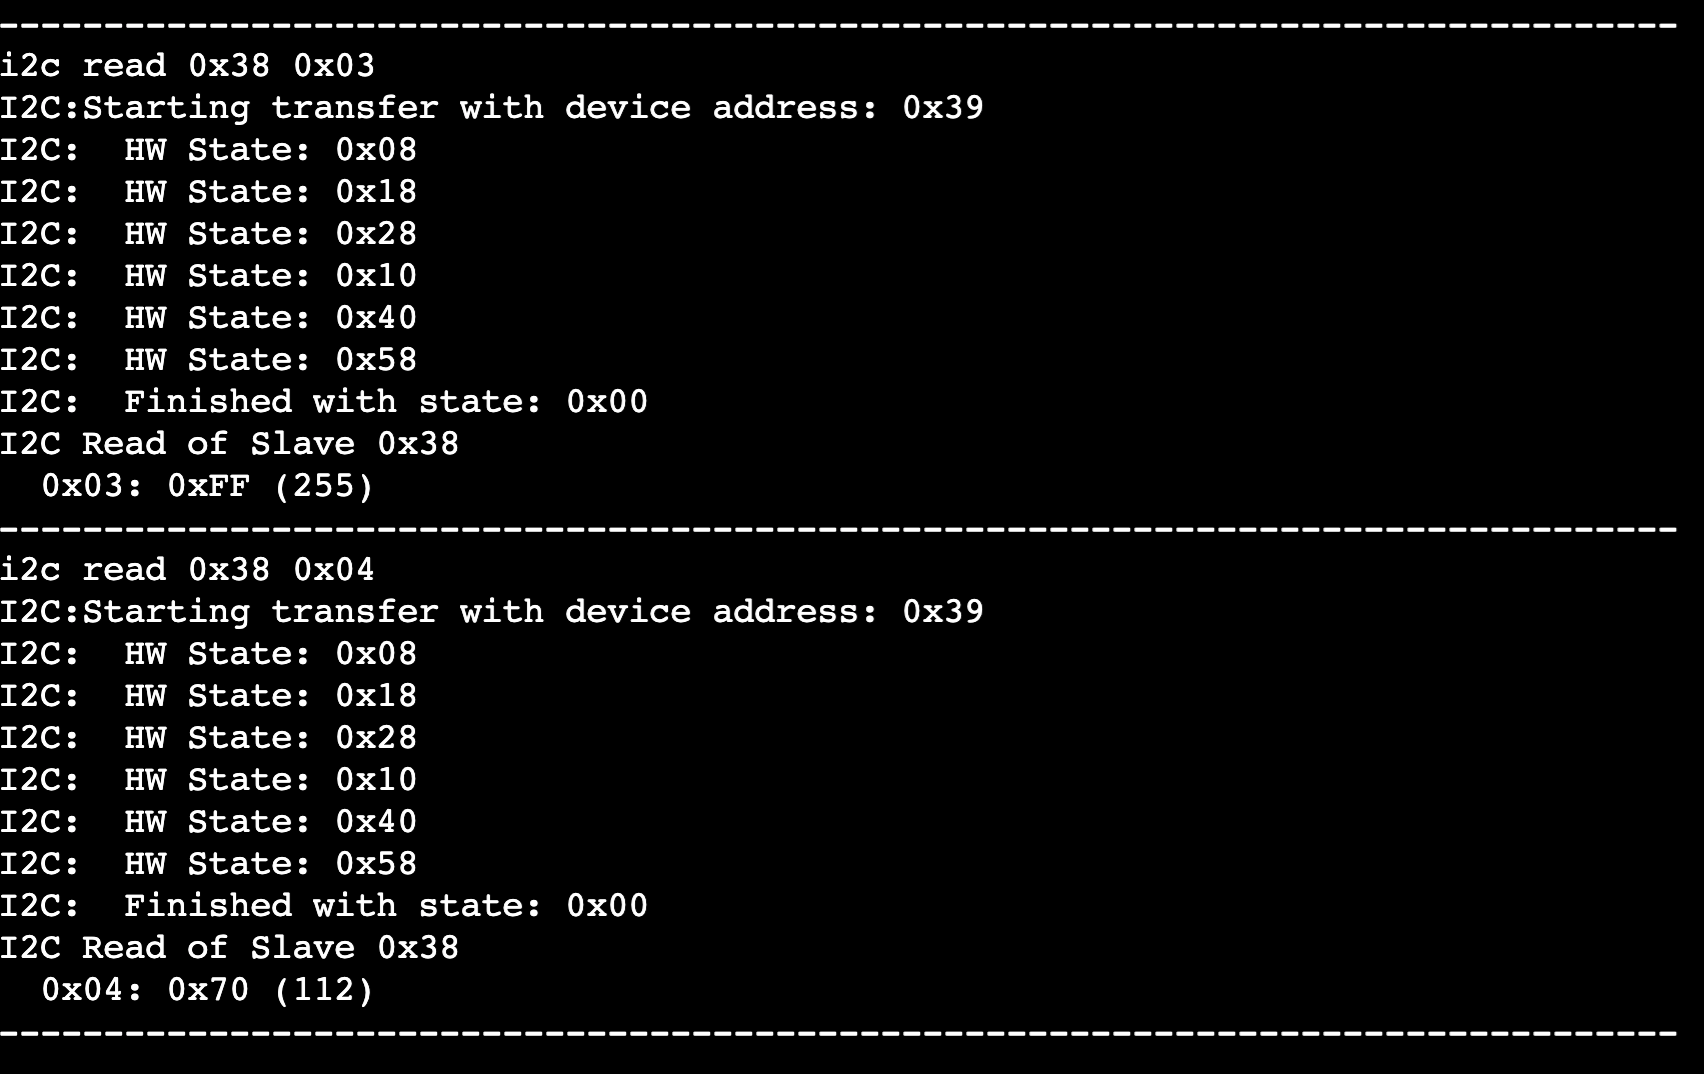 --------------------------------------------------------------------------------
i2c read 0x38 0x03
I2C:Starting transfer with device address: 0x39
I2C:  HW State: 0x08
I2C:  HW State: 0x18
I2C:  HW State: 0x28
I2C:  HW State: 0x10
I2C:  HW State: 0x40
I2C:  HW State: 0x58
I2C:  Finished with state: 0x00
I2C Read of Slave 0x38
  0x03: 0xFF (255)
--------------------------------------------------------------------------------
i2c read 0x38 0x04
I2C:Starting transfer with device address: 0x39
I2C:  HW State: 0x08
I2C:  HW State: 0x18
I2C:  HW State: 0x28
I2C:  HW State: 0x10
I2C:  HW State: 0x40
I2C:  HW State: 0x58
I2C:  Finished with state: 0x00
I2C Read of Slave 0x38
  0x04: 0x70 (112)
--------------------------------------------------------------------------------